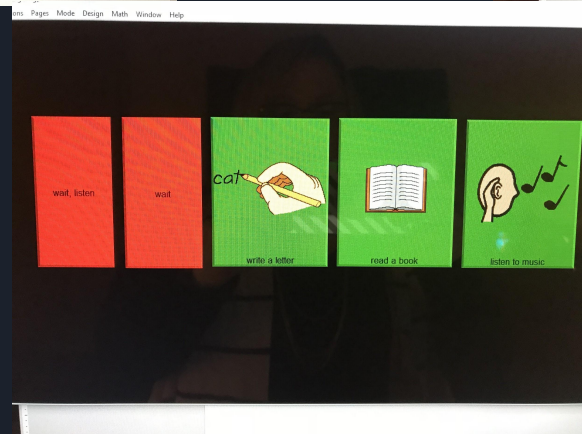 ons Pages Mode Design Math Window Help
wait, listen
wait
cat
write a letter
read a book
listen to music